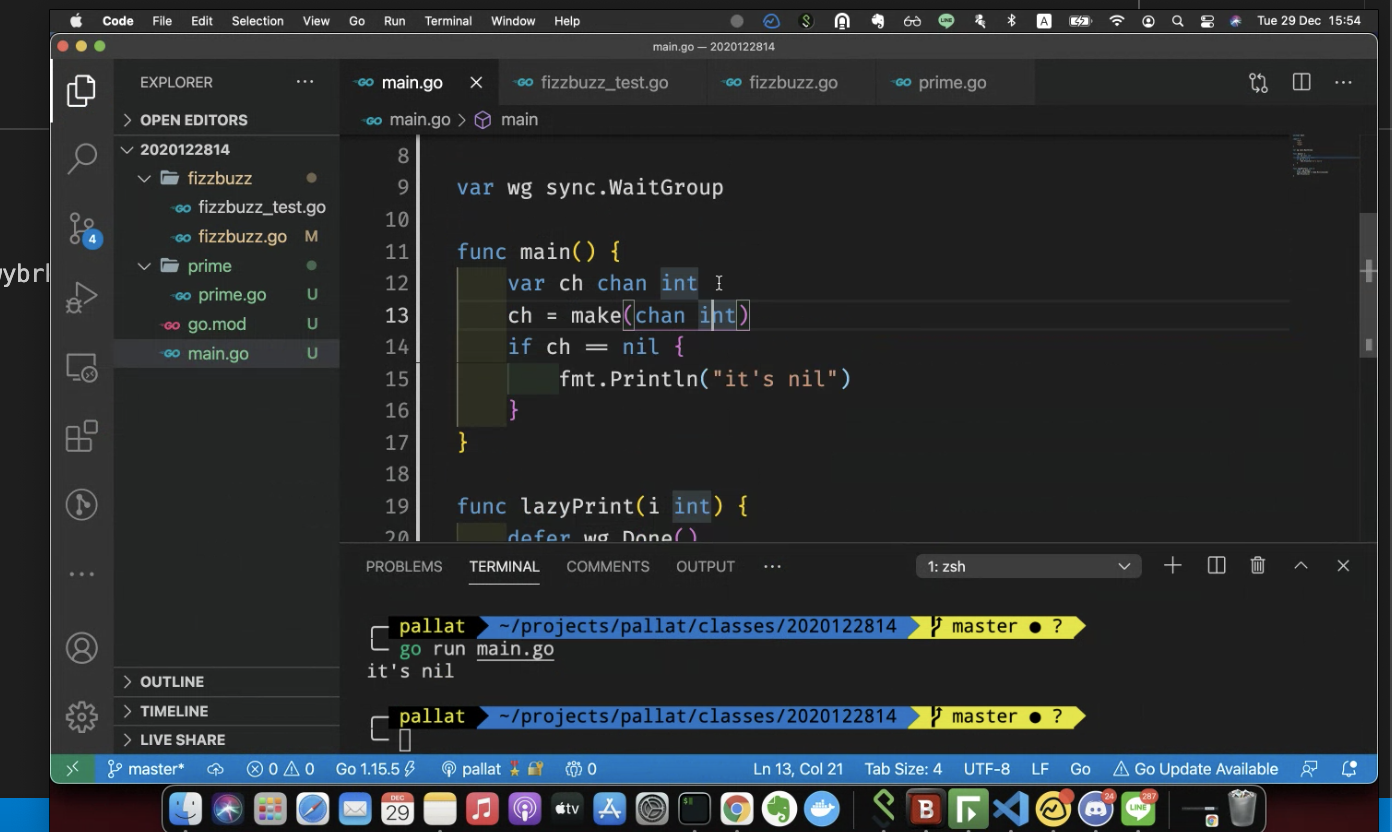 Code File Edit Selection View Go Run Terminal Window Help A Tue 29 Dec 15:54
main.go — 2020122814
EXPLORER ···
OPEN EDITORS
2020122814
fizzbuzz
fizzbuzz_test.go
fizzbuzz.go M
prime
prime.go U
go.mod U
main.go U
OUTLINE
TIMELINE
LIVE SHARE
4
main.go fizzbuzz_test.go fizzbuzz.go prime.go
main.go > main
8
9 var wg sync.WaitGroup
10
11 func main() {
12 var ch chan int
13 ch = make(chan int)
14 if ch == nil {
15 fmt.Println("it's nil")
16 }
17 }
18
19 func lazyPrint(i int) {
20 defer wg.Done()
PROBLEMS TERMINAL COMMENTS OUTPUT ··· 1: zsh
pallat ~/projects/pallat/classes/2020122814 master ● ?
go run main.go
it's nil
pallat ~/projects/pallat/classes/2020122814 master ● ?
master* 0 0 Go 1.15.5 pallat 0 Ln 13, Col 21 Tab Size: 4 UTF-8 LF Go Go Update Available
DEC
29
tv
B
24
LINE
287